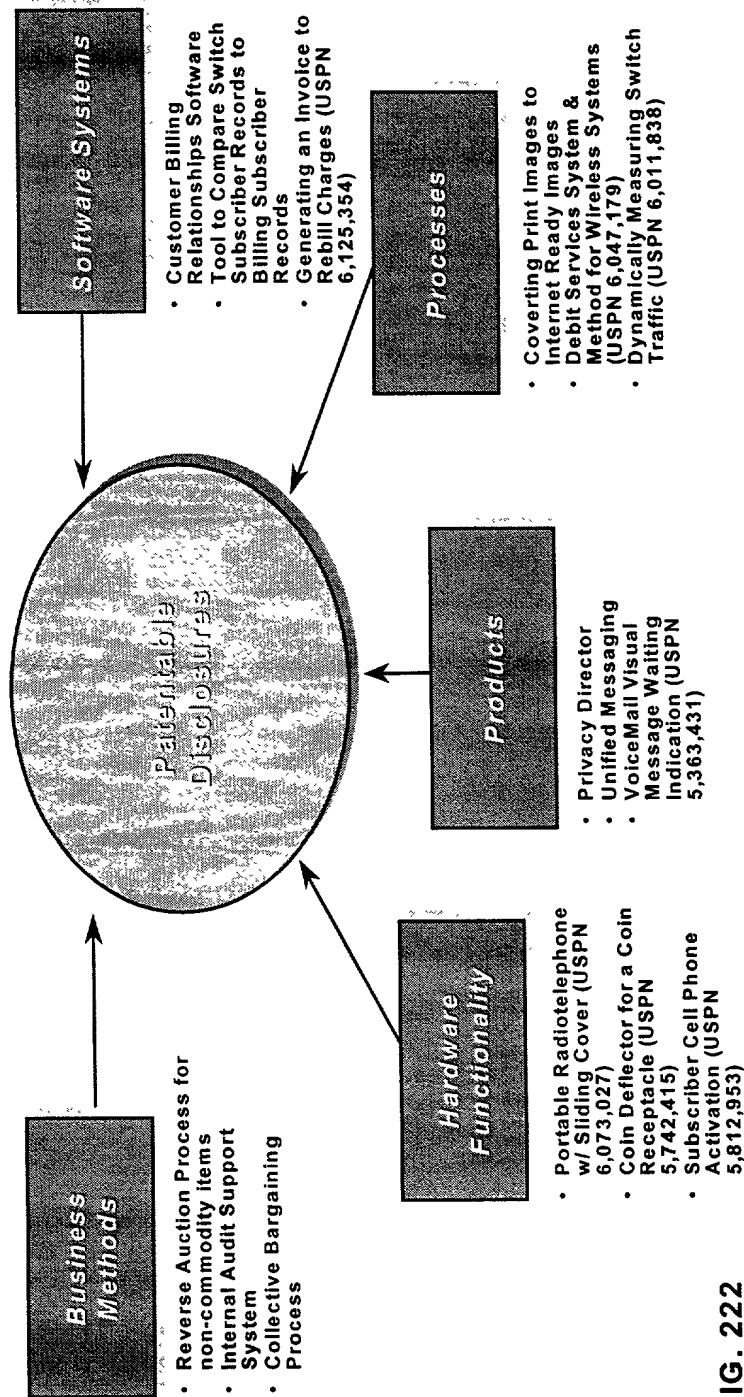 Patentable
Disclosures
Business
Methods
• Reverse Auction Process for
non-commodity items
• Internal Audit Support
System
• Collective Bargaining
Process
Hardware
Functionality
• Portable Radiotelephone
w/ Sliding Cover (USPN
6,073,027)
• Coin Deflector for a Coin
Receptacle (USPN
5,742,415)
• Subscriber Cell Phone
Activation (USPN
5,812,953)
Products
• Privacy Director
• Unified Messaging
• VoiceMail Visual
Message Waiting
Indication (USPN
5,363,431)
Processes
• Coverting Print Images to
Internet Ready Images
• Debit Services System &
Method for Wireless Systems
(USPN 6,047,179)
• Dynamically Measuring Switch
Traffic (USPN 6,011,838)
Software Systems
• Customer Billing
Relationships Software
• Tool to Compare Switch
Subscriber Records to
Billing Subscriber
Records
• Generating an Invoice to
Rebill Charges (USPN
6,125,354)
IG. 222